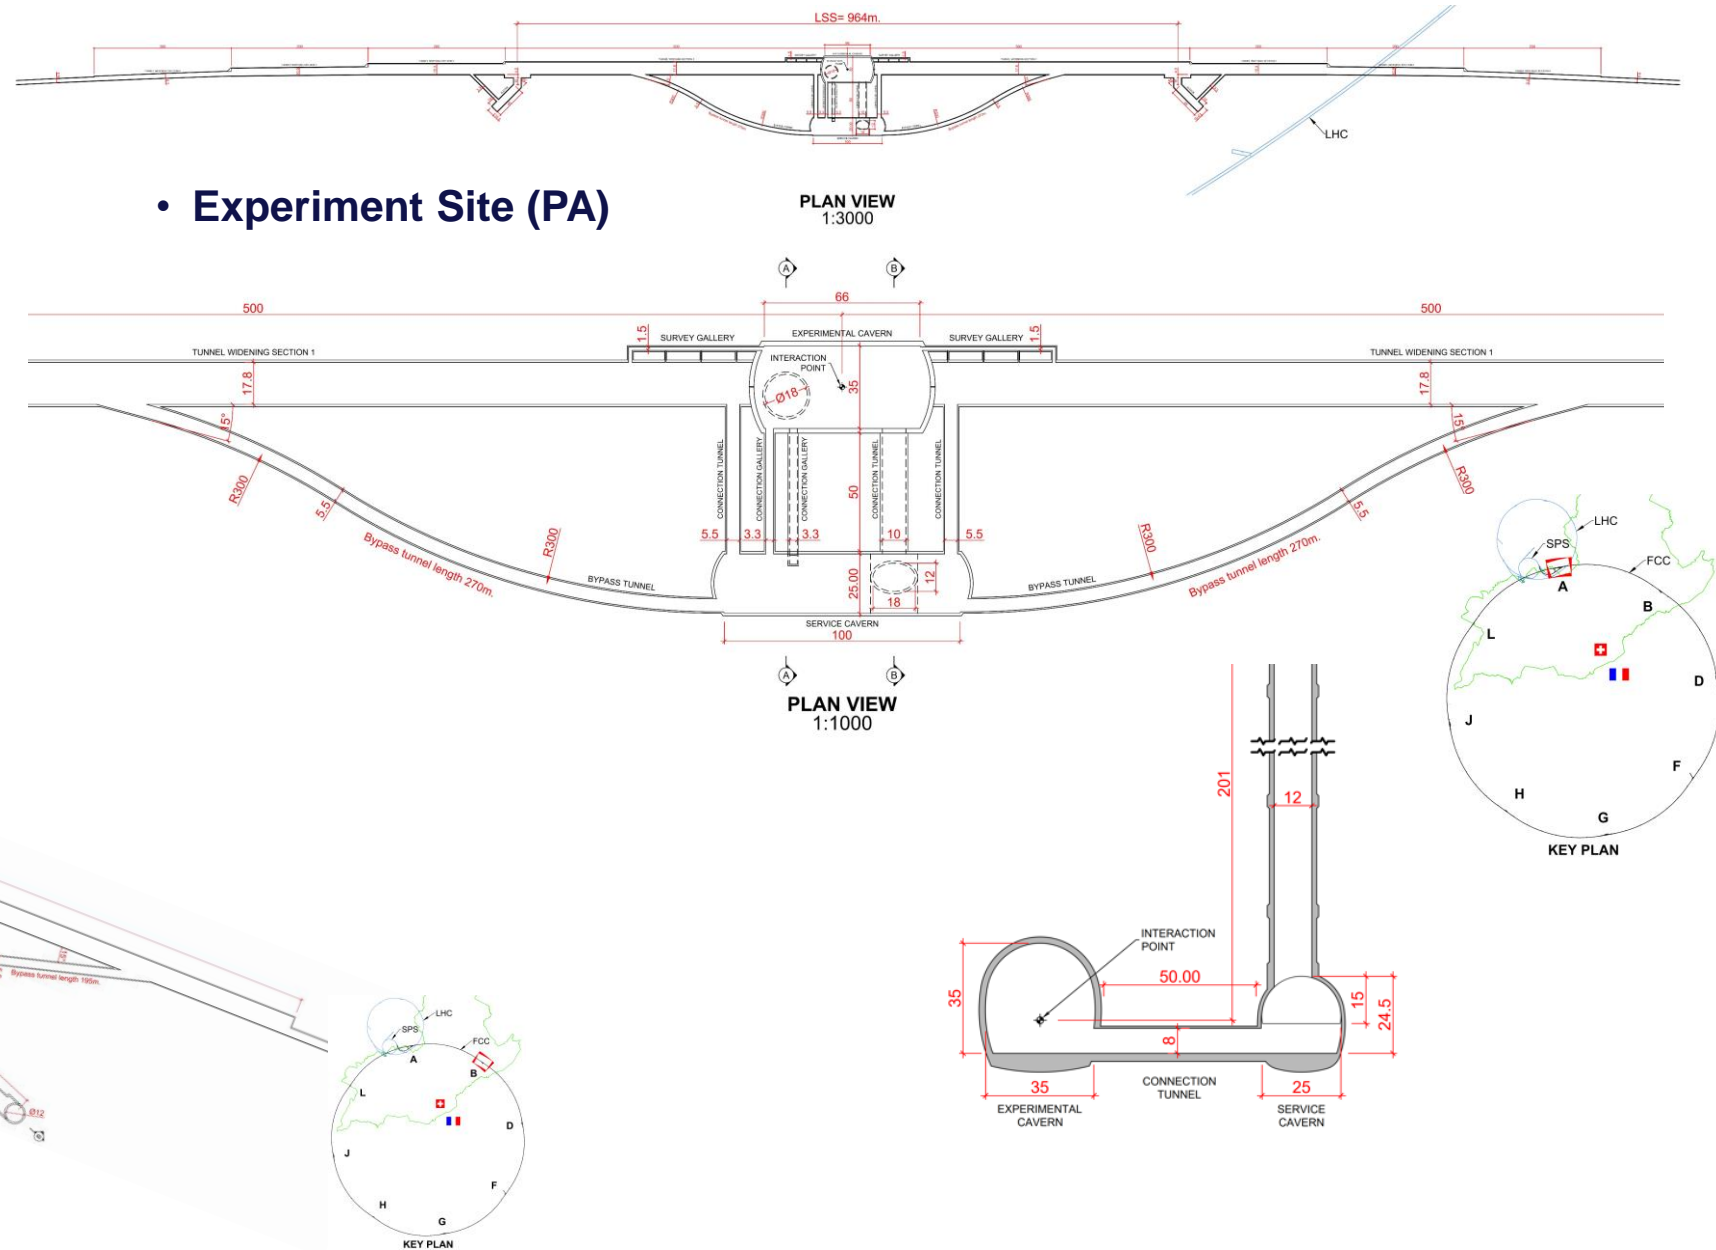 LSS= 964m.
LHC
• Experiment Site (PA)
PLAN VIEW
1:3000
A
B
66
500
500
1.5
SURVEY GALLERY
EXPERIMENTAL CAVERN
SURVEY GALLERY
1.5
TUNNEL WIDENING SECTION 1
INTERACTION
POINT
TUNNEL WIDENING SECTION 1
17.8
Ø18
35
17.8
15°
15°
CONNECTION TUNNEL
CONNECTION GALLERY
CONNECTION GALLERY
CONNECTION TUNNEL
CONNECTION TUNNEL
R300
5.5
50
5.5
R300
Bypass tunnel length 270m.
R300
5.5
3.3
3.3
10
5.5
R300
Bypass tunnel length 270m.
BYPASS TUNNEL
25.00
12
18
BYPASS TUNNEL
SERVICE CAVERN
100
A
B
PLAN VIEW
1:1000
LHC
SPS
FCC
A
B
L
D
J
F
H
G
KEY PLAN
201
12
INTERACTION
POINT
50.00
35
15
24.5
8
35
25
EXPERIMENTAL
CAVERN
CONNECTION
TUNNEL
SERVICE
CAVERN
15°
Bypass tunnel length 195m.
Ø12
LHC
SPS
FCC
A
B
L
D
J
F
H
G
KEY PLAN